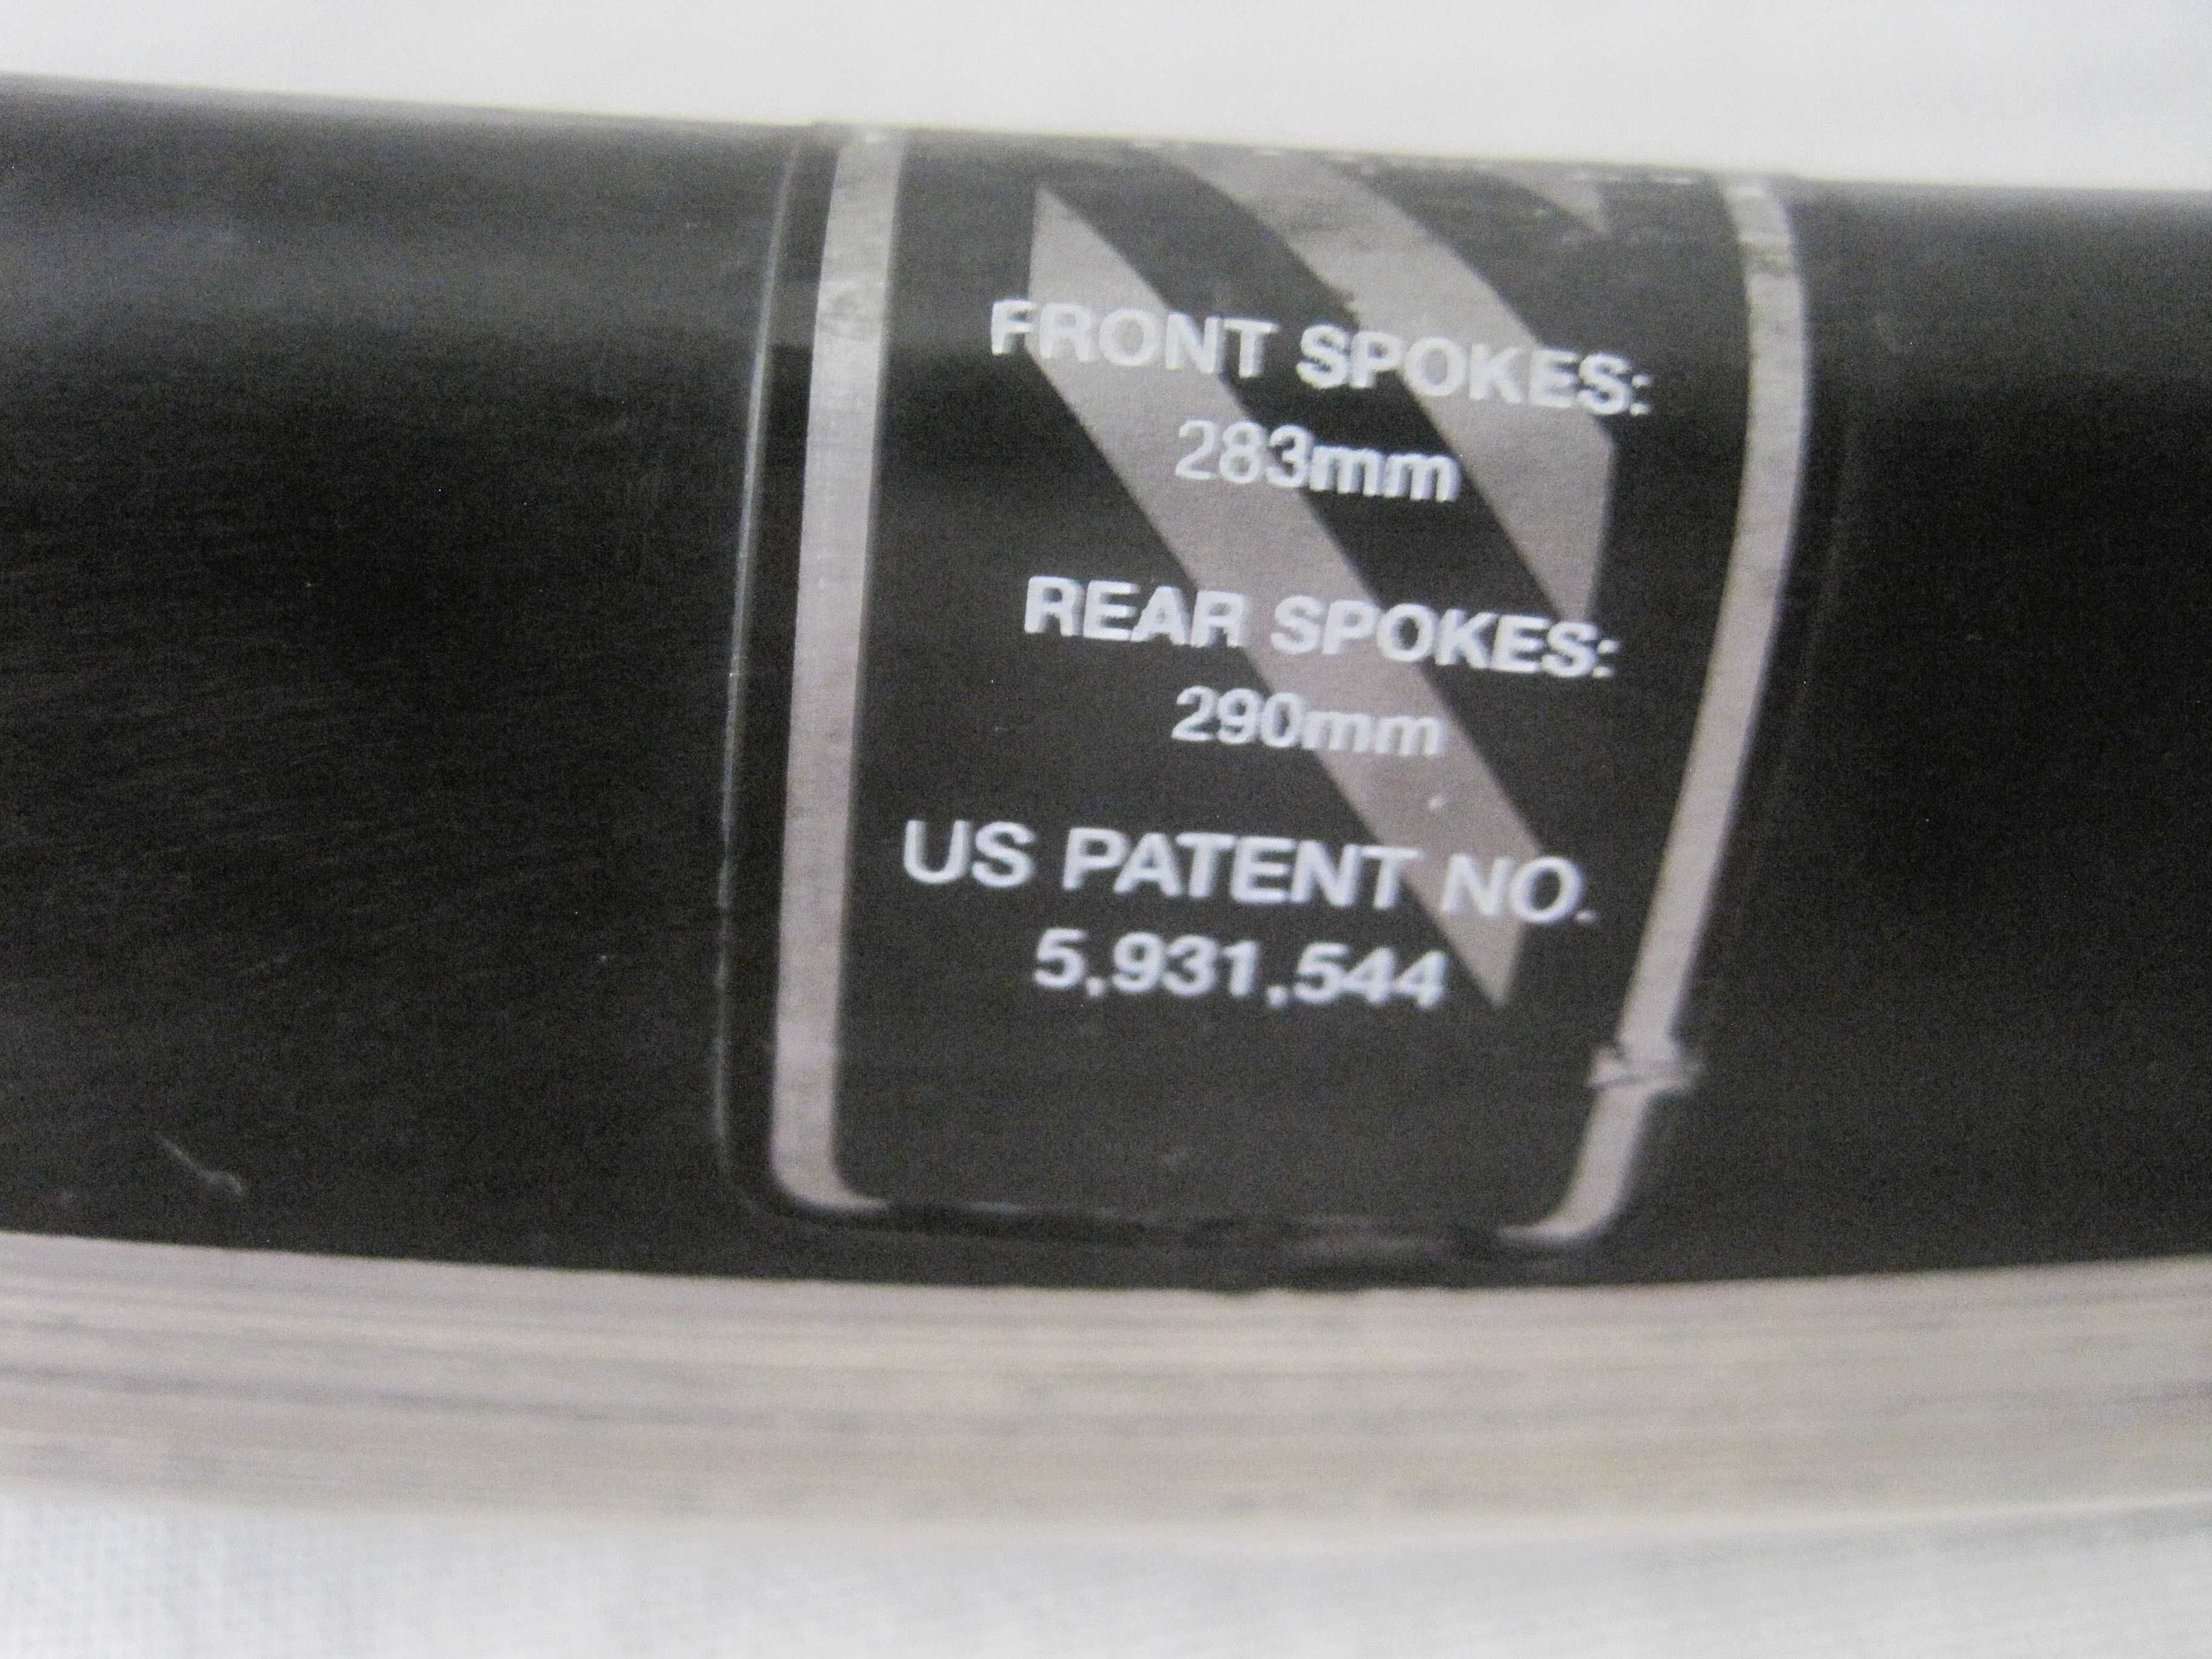 FRONT SPOKES:
283mm
REAR SPOKES:
290mm
US PATENT NO.
5,931,544